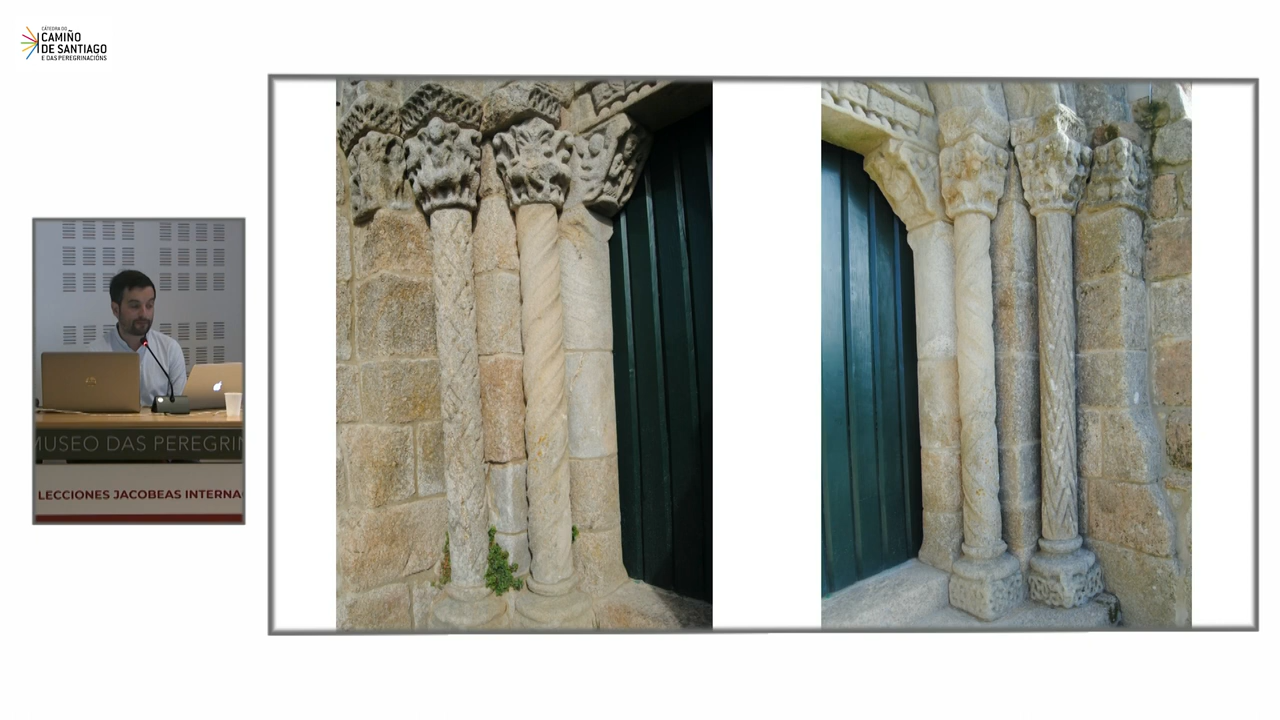 CÁTEDRA DO
CAMIÑO
DE SANTIAGO
E DAS PEREGRINACIÓNS
MUSEO DAS PEREGRIN
LECCIONES JACOBEAS INTERNA